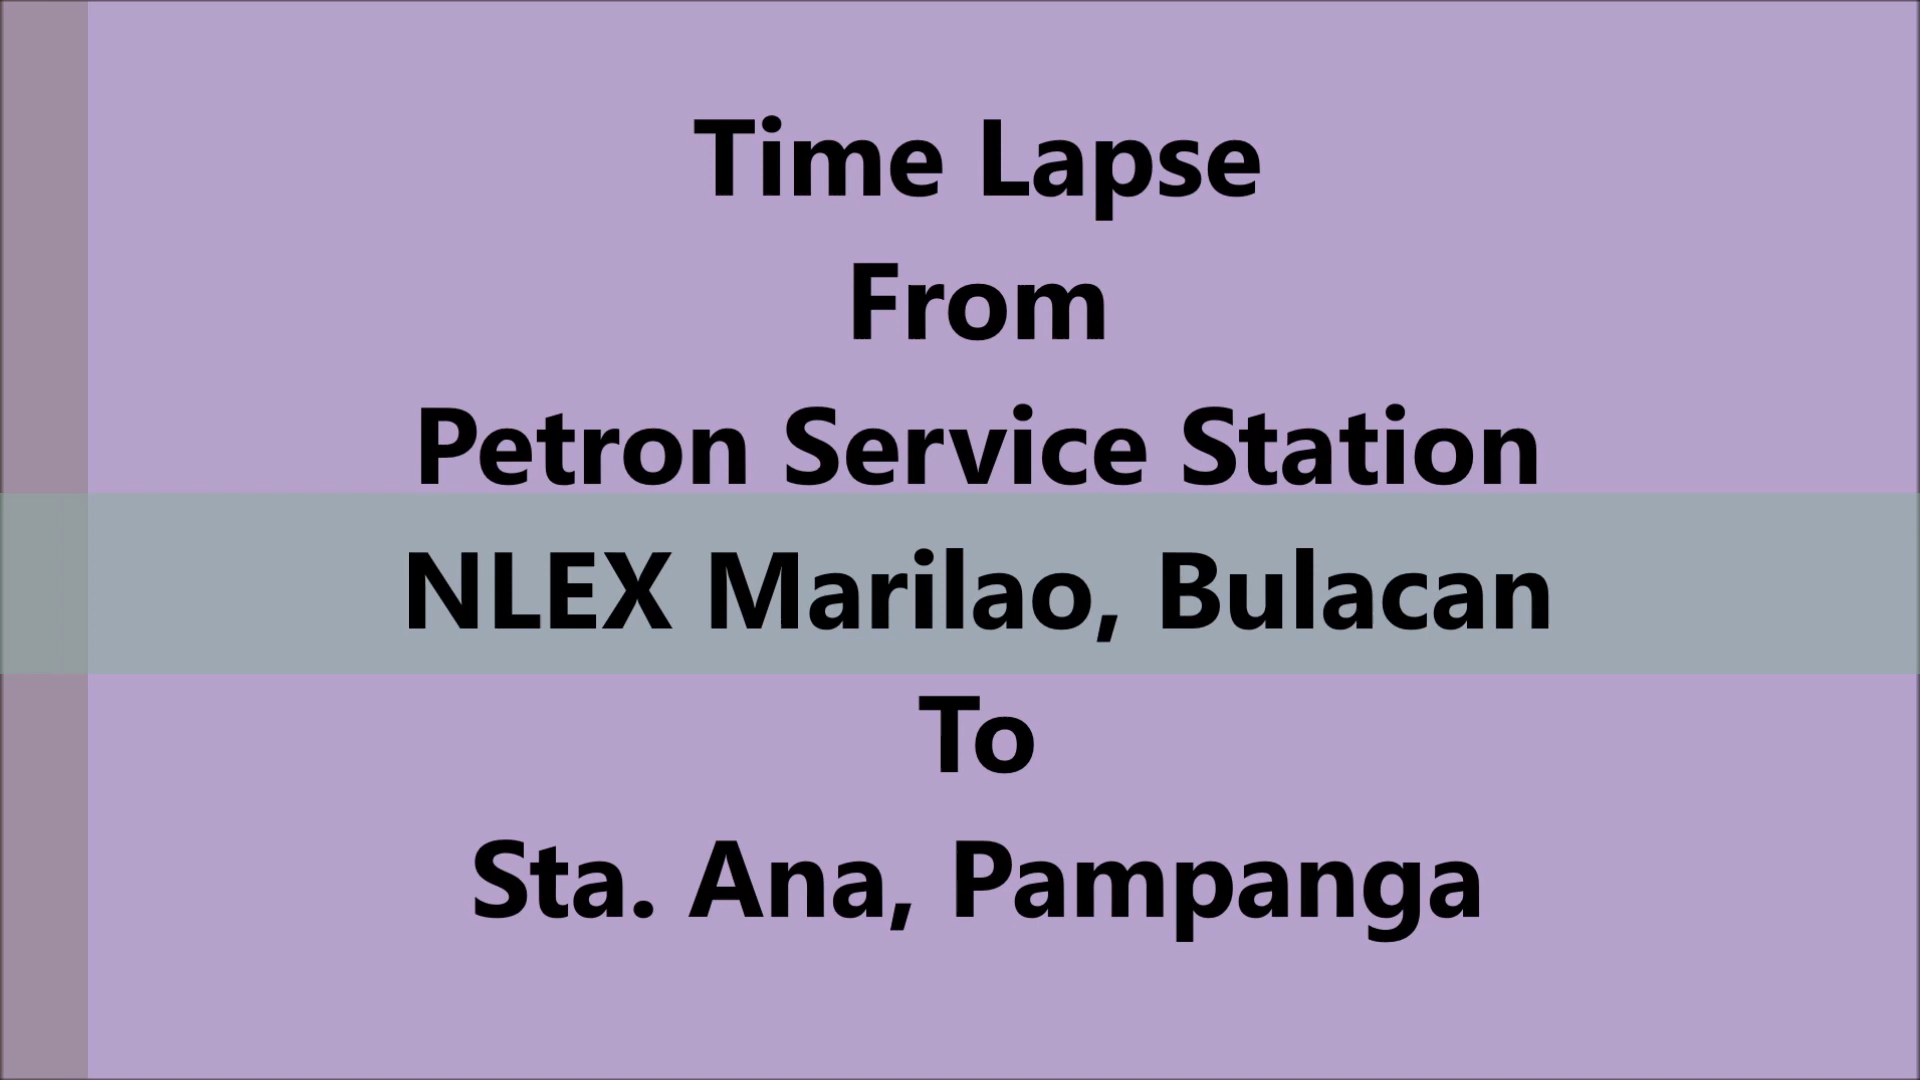 Time Lapse
From
Petron Service Station
NLEX Marilao, Bulacan
To
Sta. Ana, Pampanga